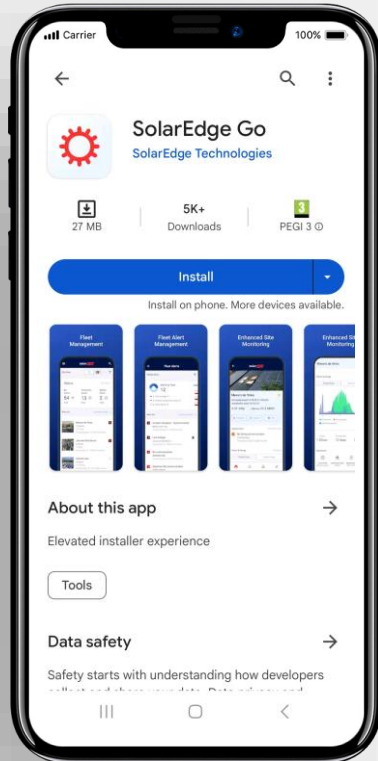 Carrier
100%
SolarEdge Go
SolarEdge Technologies
27 MB
5K+
Downloads
3
PEGI 3
Install
Install on phone. More devices available.
Fleet
Management
Fleet Alert
Management
Enhanced Site
Monitoring
Enhanced Si
Monitoring
About this app
Elevated installer experience
Tools
Data safety
Safety starts with understanding how developers